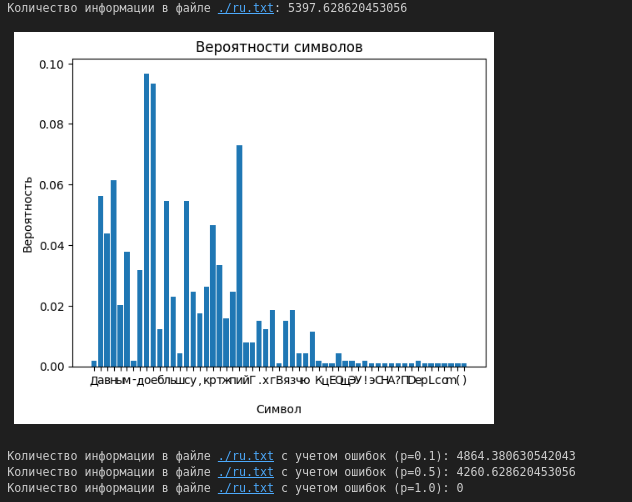 Количество информации в файле ./ru.txt: 5397.628620453056
Вероятности символов
0.10
0.08
0.06
0.04
0.02
0.00
Вероятность
Символ
Количество информации в файле ./ru.txt с учетом ошибок (p=0.1): 4864.380630542043
Количество информации в файле ./ru.txt с учетом ошибок (p=0.5): 4260.628620453056
Количество информации в файле ./ru.txt с учетом ошибок (p=1.0): 0